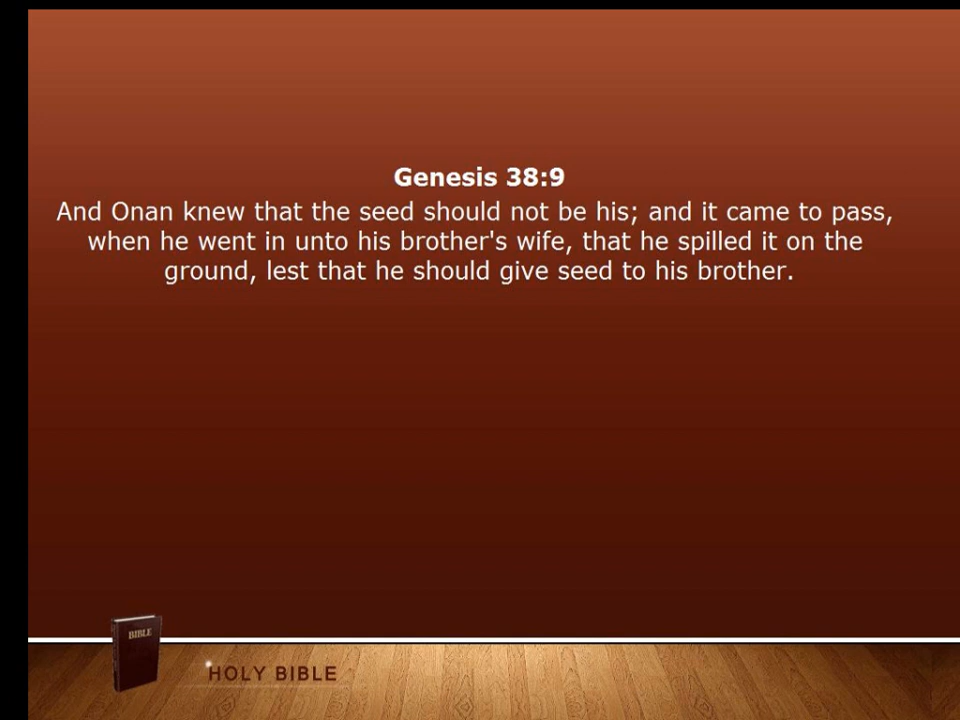 Genesis 38:9
And Onan knew that the seed should not be his; and it came to pass,
when he went in unto his brother's wife, that he spilled it on the
ground, lest that he should give seed to his brother.
BIBLE
HOLY BIBLE